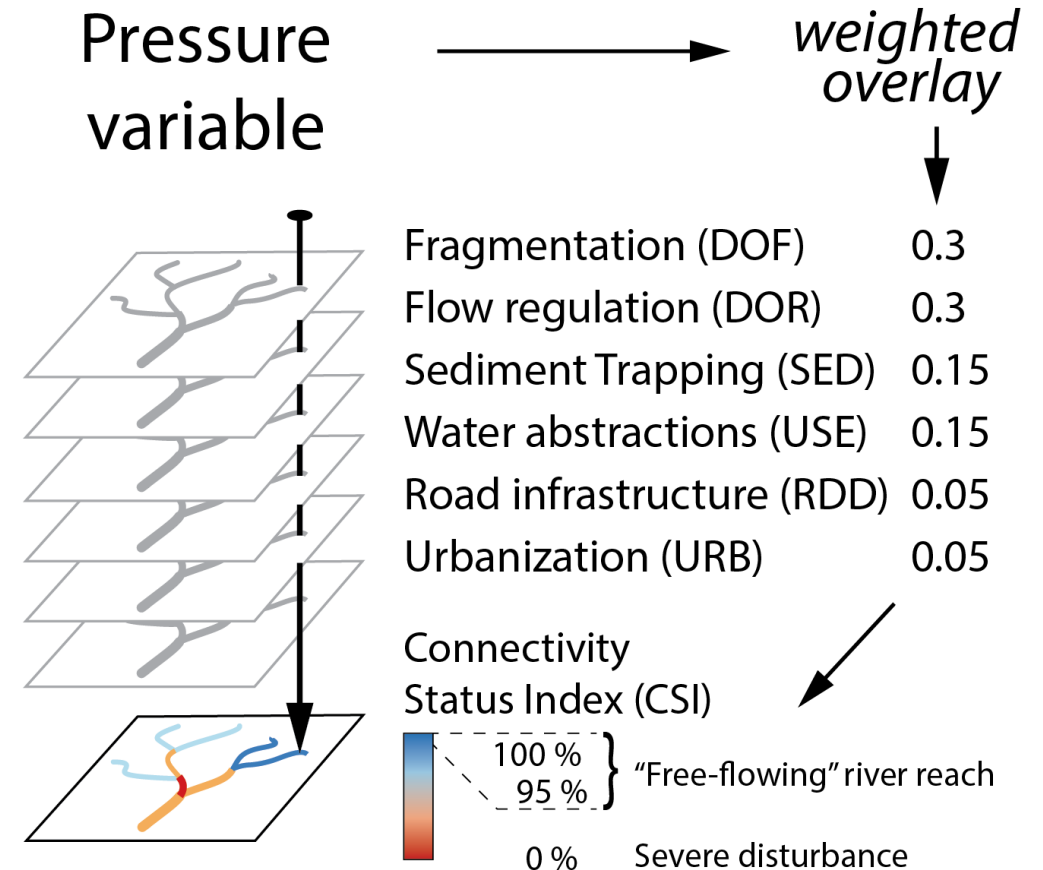 Pressure
variable
weighted
overlay
Fragmentation (DOF) 0.3
Flow regulation (DOR) 0.3
Sediment Trapping (SED) 0.15
Water abstractions (USE) 0.15
Road infrastructure (RDD) 0.05
Urbanization (URB) 0.05
Connectivity
Status Index (CSI)
100 %
95 %
“Free-flowing” river reach
0 % Severe disturbance